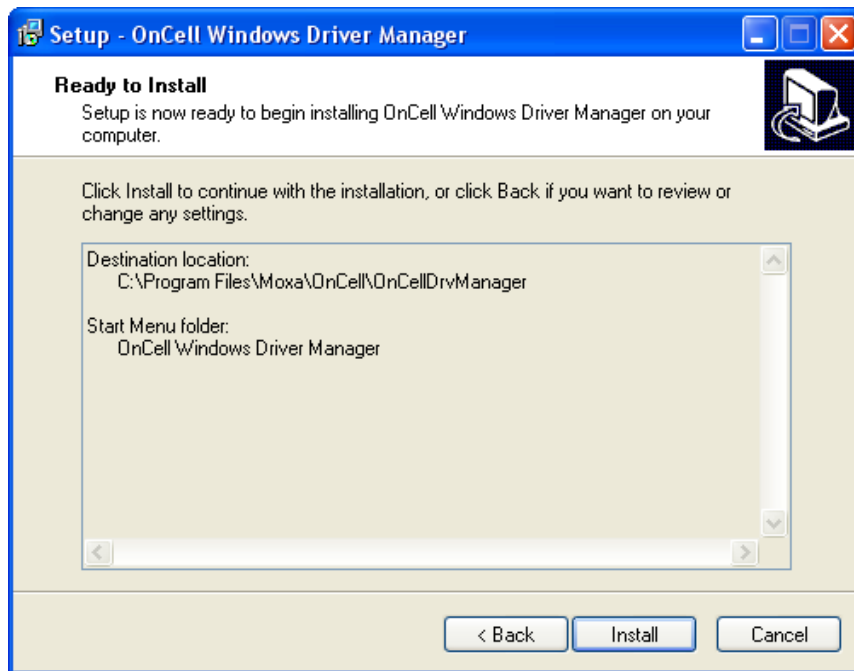 Setup - OnCell Windows Driver Manager
Ready to Install
Setup is now ready to begin installing OnCell Windows Driver Manager on your
computer.
Click Install to continue with the installation, or click Back if you want to review or
change any settings.
Destination location:
C:\Program Files\Moxa\OnCell\OnCellDrvManager
Start Menu folder:
OnCell Windows Driver Manager
< Back
Install
Cancel